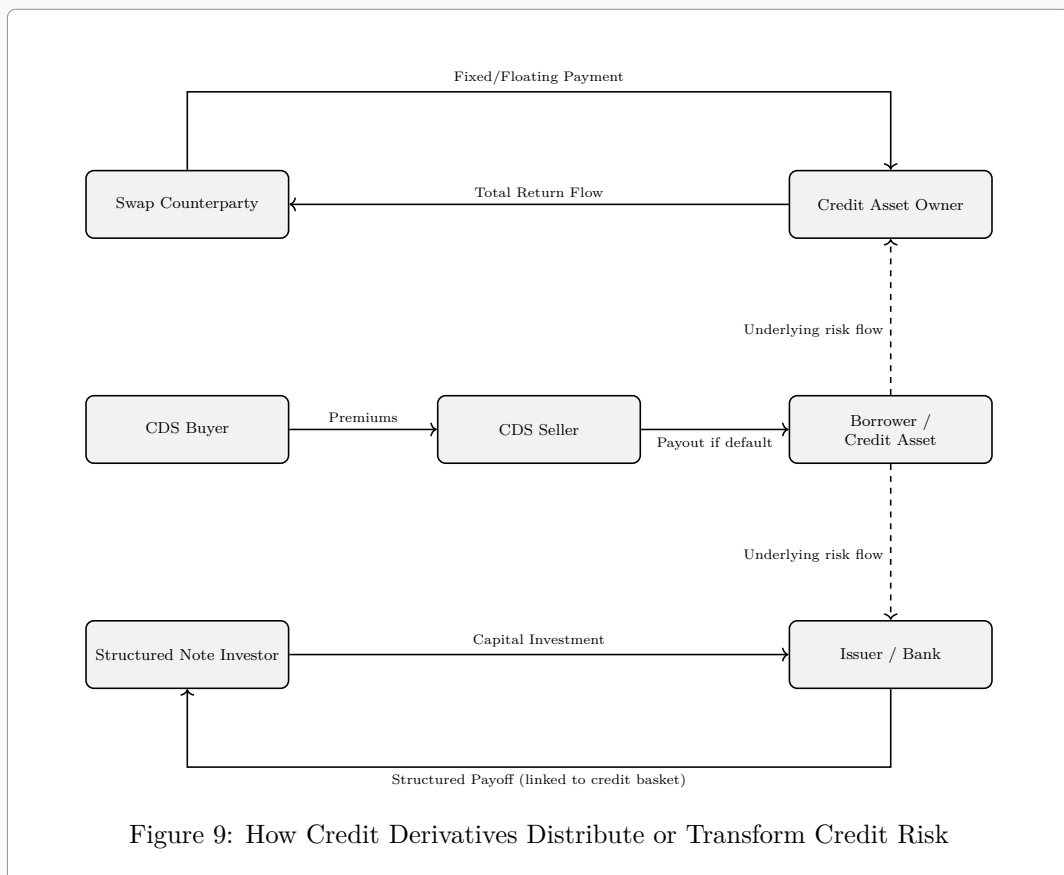 Fixed/Floating Payment
Swap Counterparty
Total Return Flow
Credit Asset Owner
Underlying risk flow
CDS Buyer
Premiums
CDS Seller
Payout if default
Borrower /
Credit Asset
Underlying risk flow
Structured Note Investor
Capital Investment
Issuer / Bank
Structured Payoff (linked to credit basket)
Figure 9: How Credit Derivatives Distribute or Transform Credit Risk